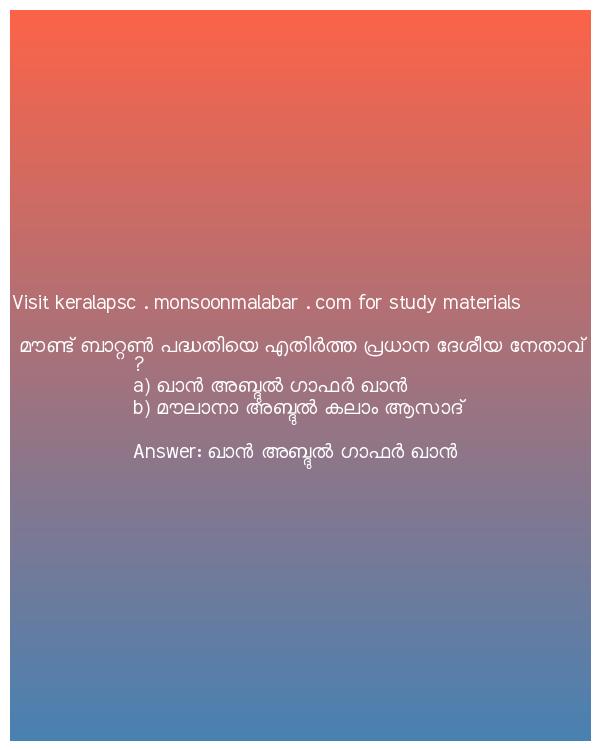 Visit keralapsc . monsoonmalabar . com for study materials
മൗണ്ട് ബാറ്റൺ പദ്ധതിയെ എതിർത്ത പ്രധാന ദേശീയ നേതാവ്
?
a) ഖാൻ അബ്ദുൽ ഗാഫർ ഖാൻ
b) മൗലാനാ അബ്ദുൽ കലാം ആസാദ്
Answer: ഖാൻ അബ്ദുൽ ഗാഫർ ഖാൻ